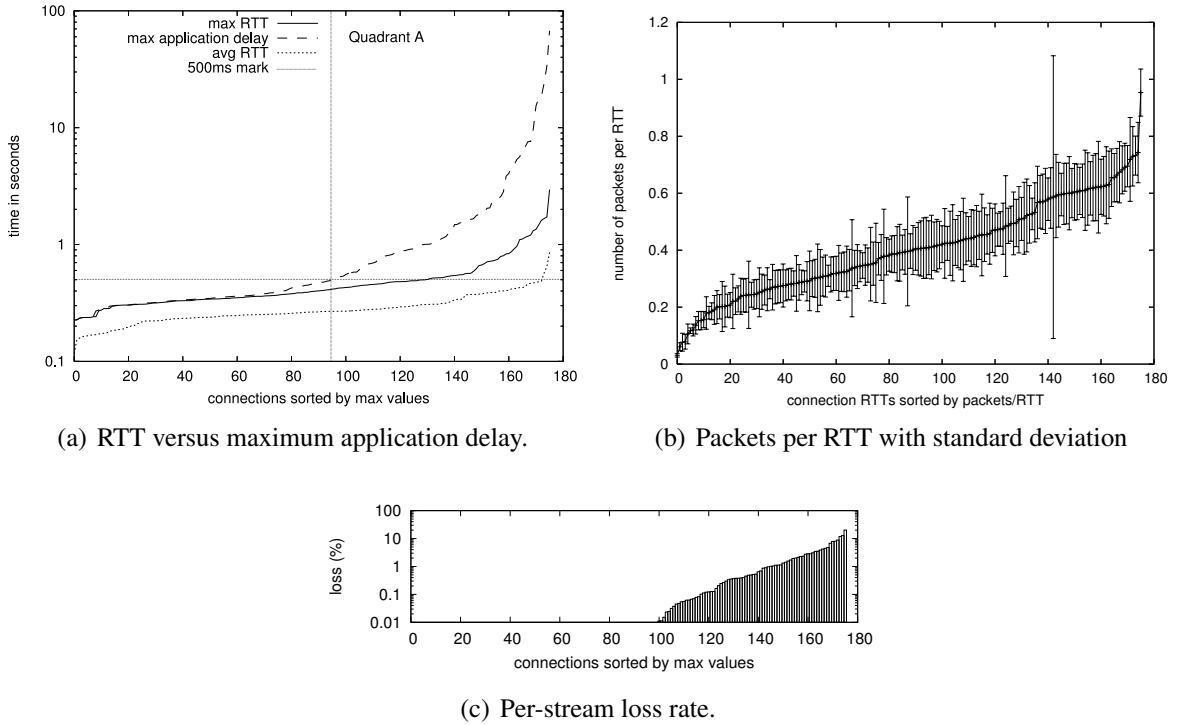 100
10
1
0.1
time in seconds
max RTT
max application delay
avg RTT
500ms mark
Quadrant A
0 20 40 60 80 100 120 140 160 180
connections sorted by max values
(a) RTT versus maximum application delay.
1.2
1
0.8
0.6
0.4
0.2
0
number of packets per RTT
0 20 40 60 80 100 120 140 160 180
connection RTTs sorted by packets/RTT
(b) Packets per RTT with standard deviation
100
10
1
0.1
0.01
loss (%)
0 20 40 60 80 100 120 140 160 180
connections sorted by max values
(c) Per-stream loss rate.